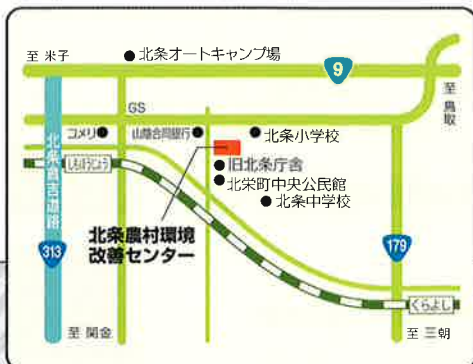 至 米子
北条オートキャンプ場
9
至 鳥取
GS
コメリ
山陰合同銀行
北条小学校
北条倉吉道路
しもほうじょう
旧北条庁舎
北栄町中央公民館
北条中学校
北条農村環境
改善センター
313
179
くらよし
至 関金
至 三朝